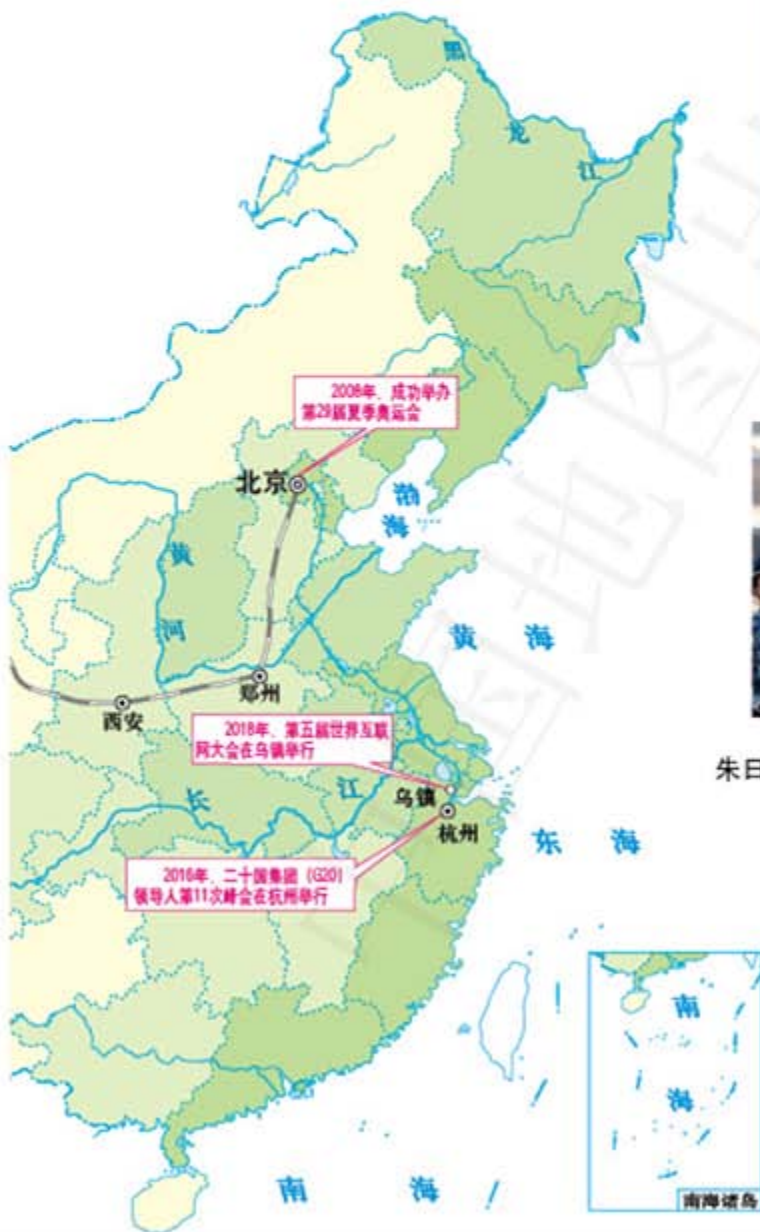 黑
龙
江
2008年，成功举办
第29届夏季奥运会
北京
渤
海
黄
河
黄 海
郑州
西安
2018年，第五届世界互联
网大会在乌镇举行
长 江
乌镇
杭州
东 海
2016年，二十国集团（G20）
领导人第11次峰会在杭州举行
朱日
南
海
南海诸岛
南 海